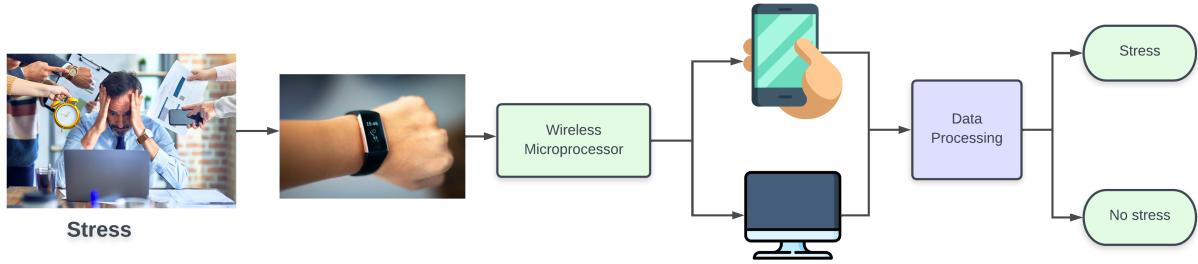 Stress
Wireless
Microprocessor
Data
Processing
Stress
No stress